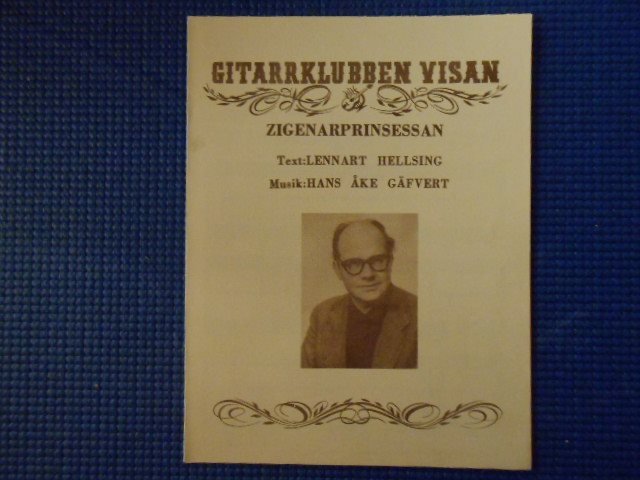 GITARRKLUBBEN VISAN
ZIGENARPRINSESSAN
Text:LENNART HELLSING
Musik:HANS ÅKE GÄFVERT